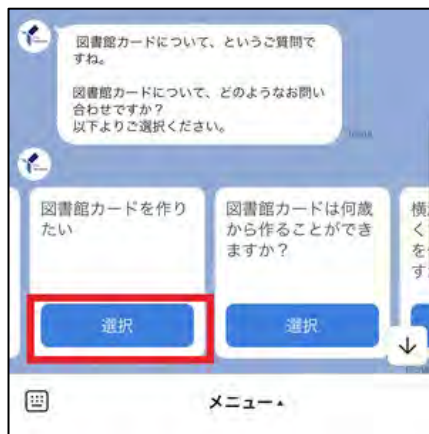 図書館カードについて、というご質問で
すね。
図書館カードについて、どのようなお問い
合わせですか？
以下よりご選択ください。
図書館カードを作り
たい
選択
図書館カードは何歳
から作ることができ
ますか？
選択
横
く
を
す
メニュー▲